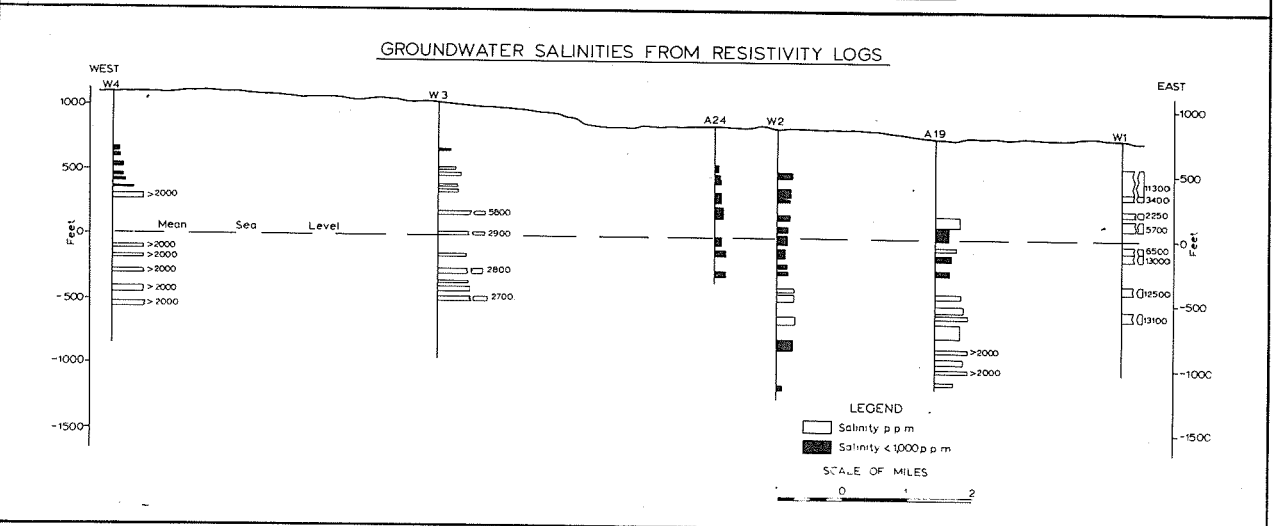 GROUNDWATER SALINITIES FROM RESISTIVITY LOGS
WEST
EAST
W4
W3
A24
W2
A19
W1
1000
500
0
-500
-1000
-1500
Feet
>2000
>2000
>2000
>2000
>2000
>2000
Mean Sea Level
5800
2900
2800
2700
>2000
>2000
11300
3400
2250
5700
6500
13000
12500
13100
1000
500
0
-500
-1000
-1500
Feet
LEGEND
Salinity p p m
Salinity < 1,000 p p m
SCALE OF MILES
0 1 2